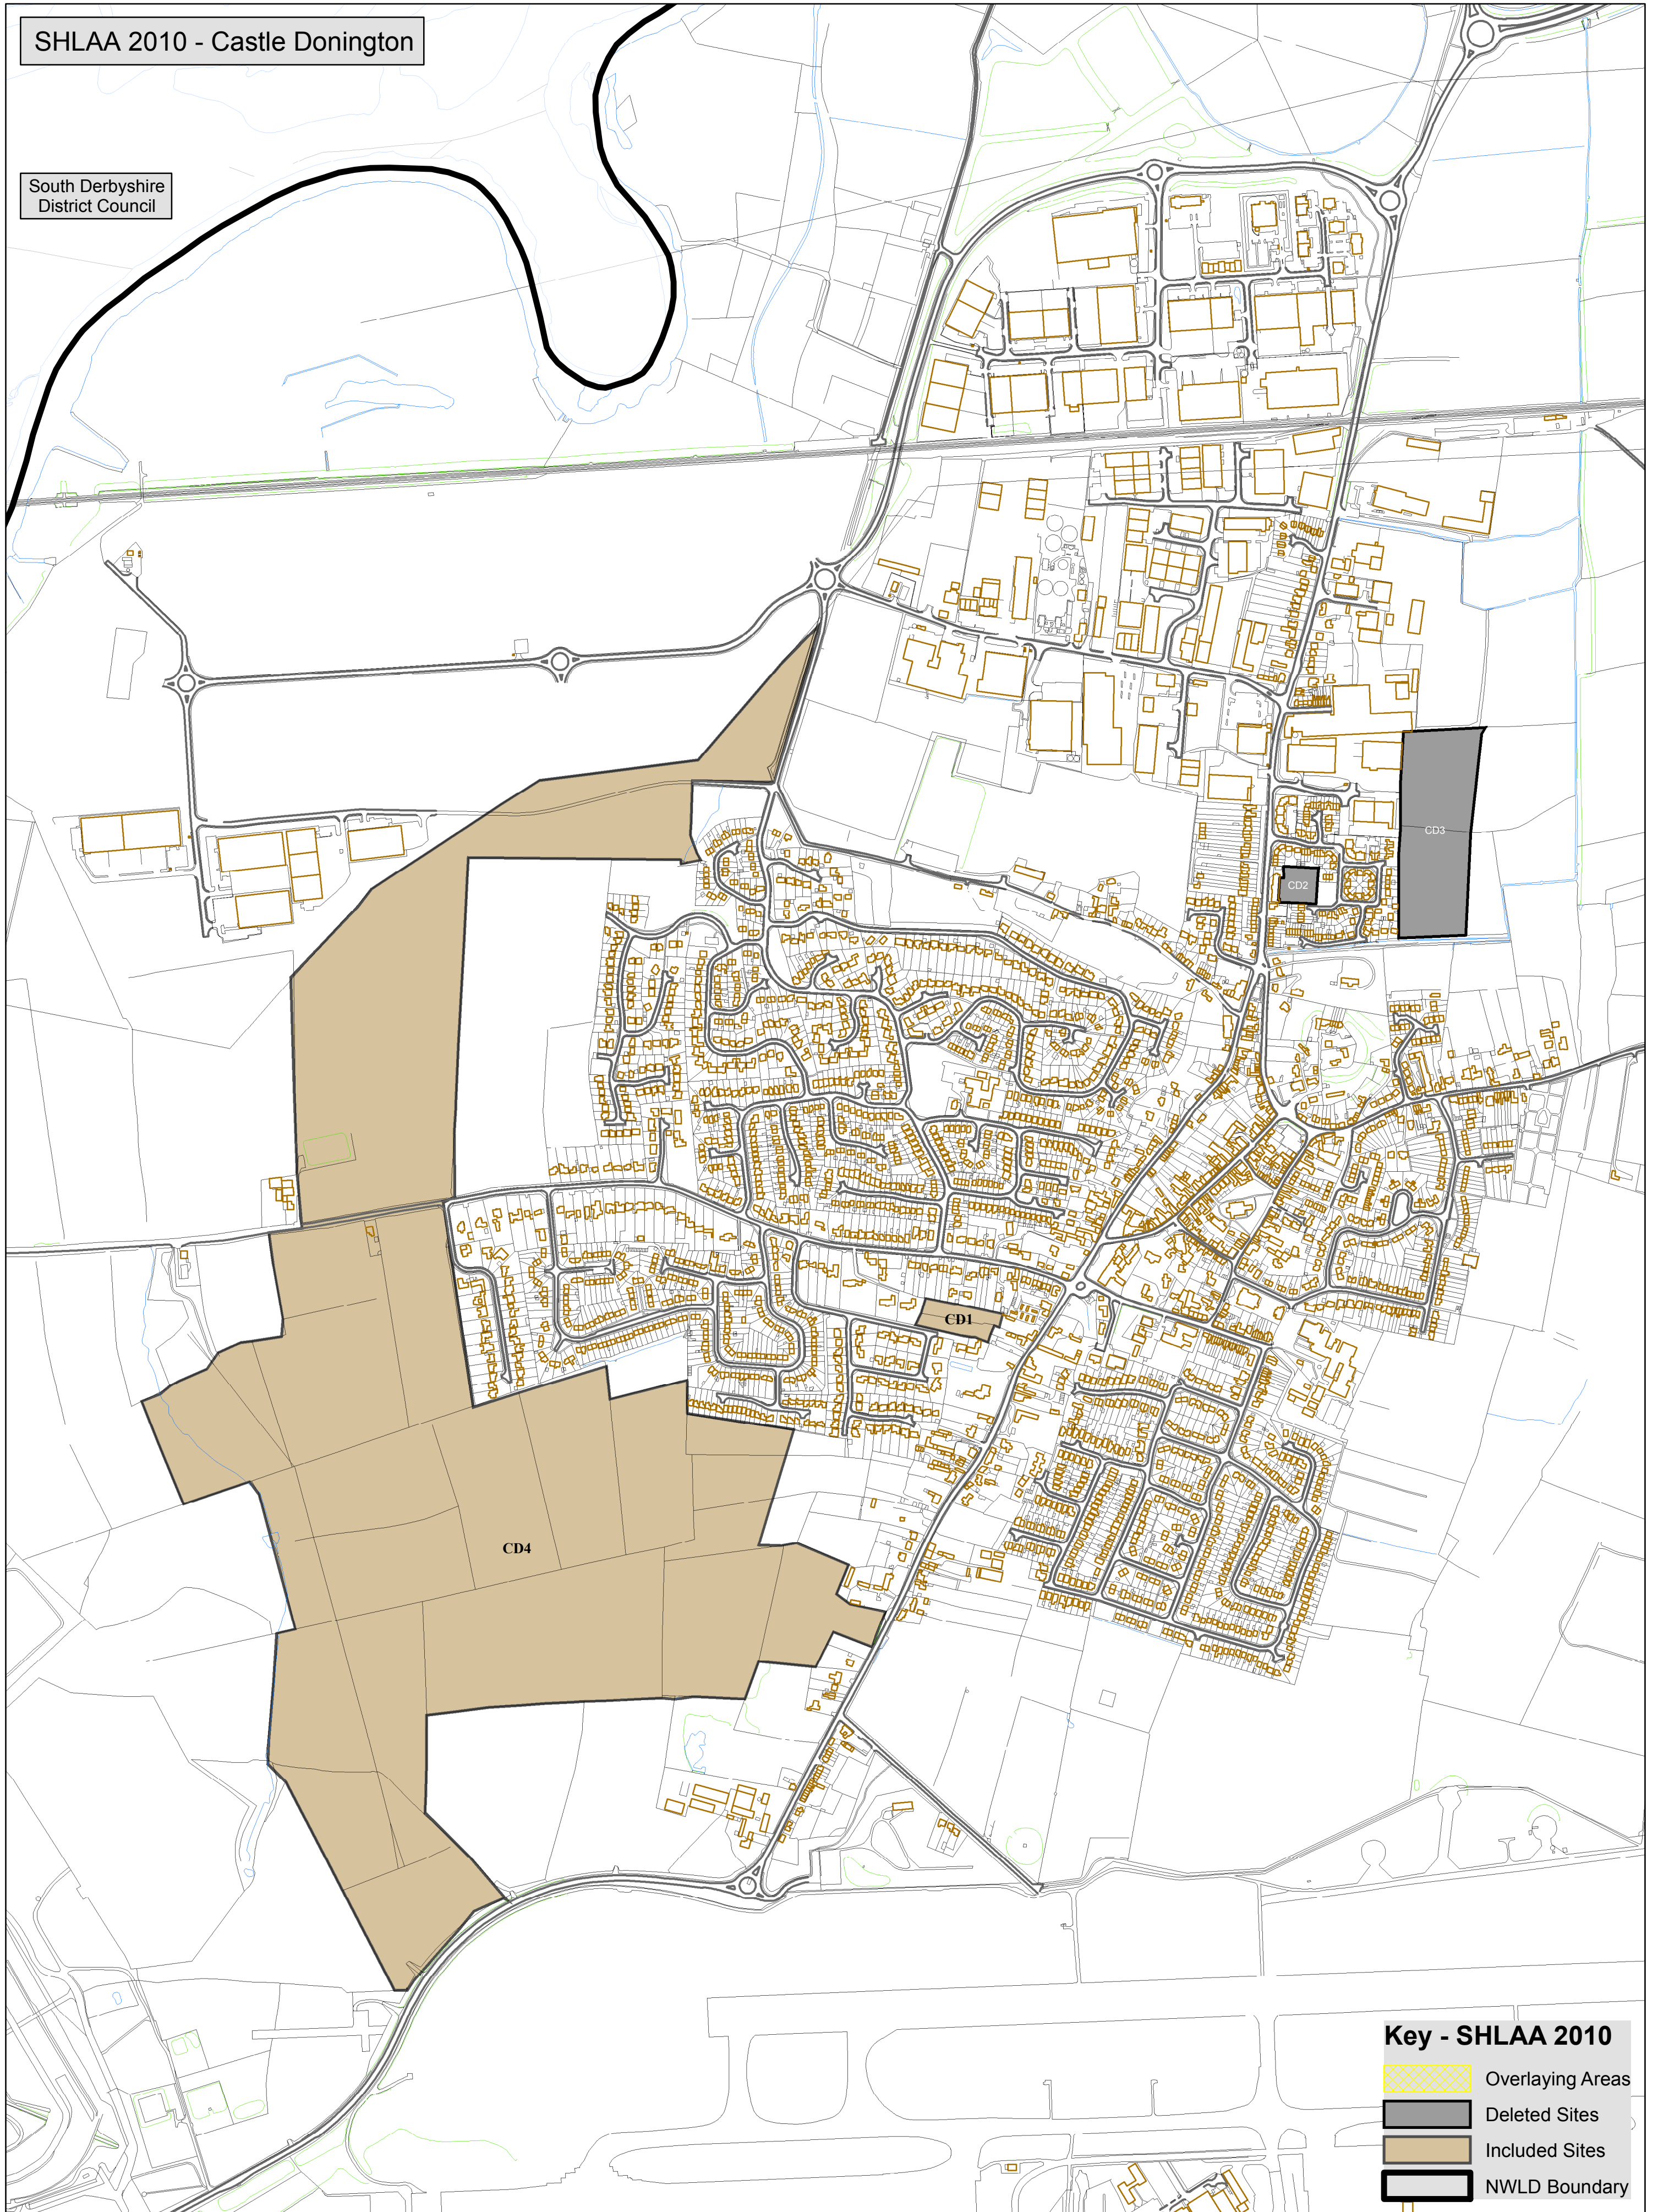 SHLAA 2010 - Castle Donington
South Derbyshire
District Council
CD3
CD2
CD1
CD4
Key - SHLAA 2010
Overlaying Areas
Deleted Sites
Included Sites
NWLD Boundary